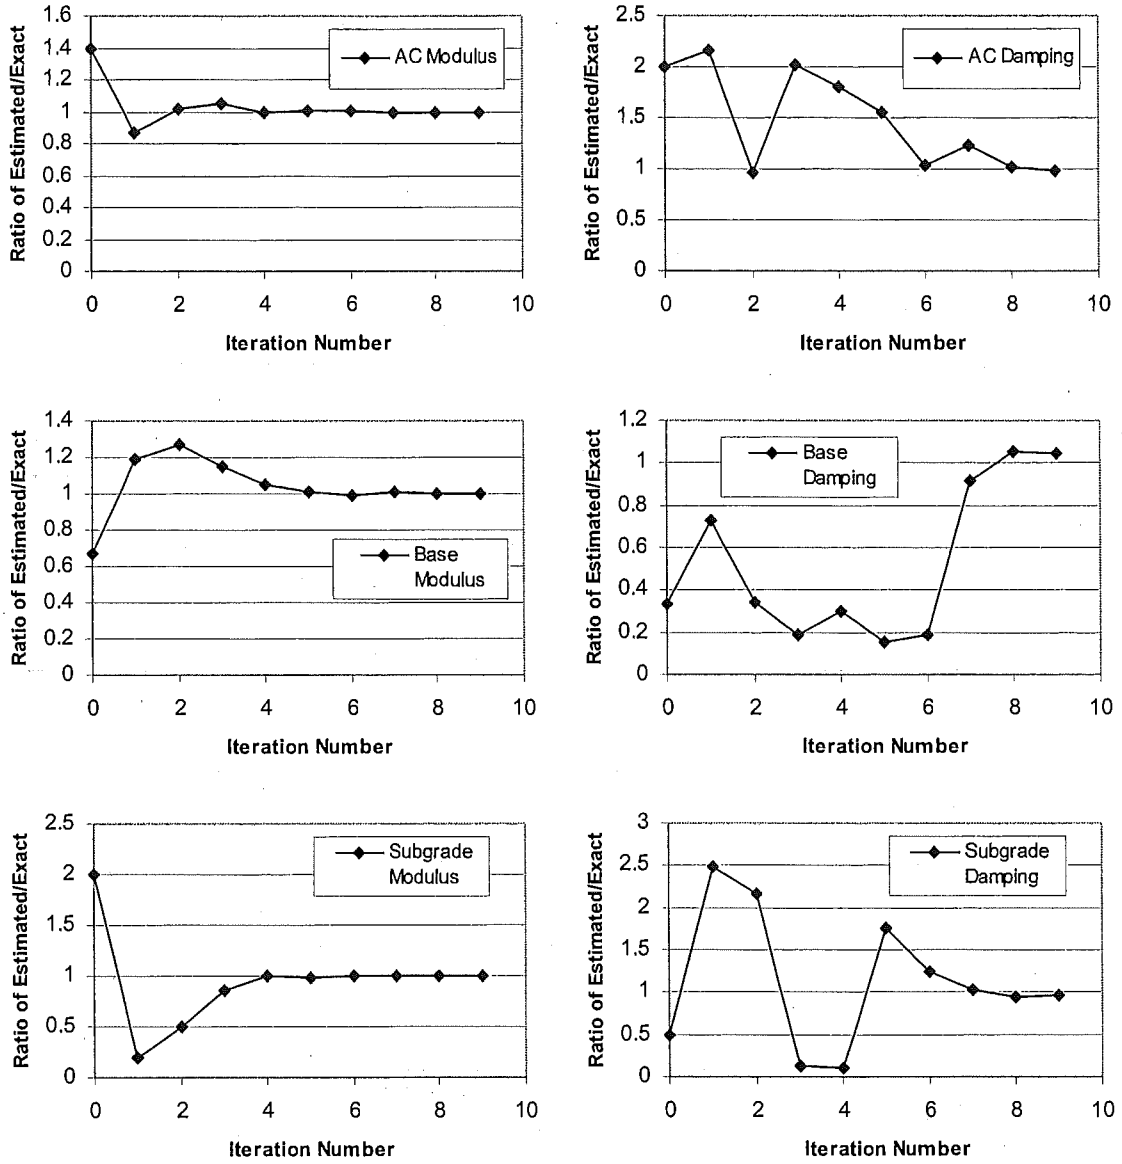 1.6
1.4
1.2
1
0.8
0.6
0.4
0.2
0
Ratio of Estimated/Exact
AC Modulus
0 2 4 6 8 10
Iteration Number
2.5
2
1.5
1
0.5
0
Ratio of Estimated/Exact
AC Damping
0 2 4 6 8 10
Iteration Number
1.4
1.2
1
0.8
0.6
0.4
0.2
0
Ratio of Estimated/Exact
Base
Modulus
0 2 4 6 8 10
Iteration Number
1.2
1
0.8
0.6
0.4
0.2
0
Ratio of Estimated/Exact
Base
Damping
0 2 4 6 8 10
Iteration Number
2.5
2
1.5
1
0.5
0
Ratio of Estimated/Exact
Subgrade
Modulus
0 2 4 6 8 10
Iteration Number
3
2.5
2
1.5
1
0.5
0
Ratio of Estimated/Exact
Subgrade
Damping
0 2 4 6 8 10
Iteration Number